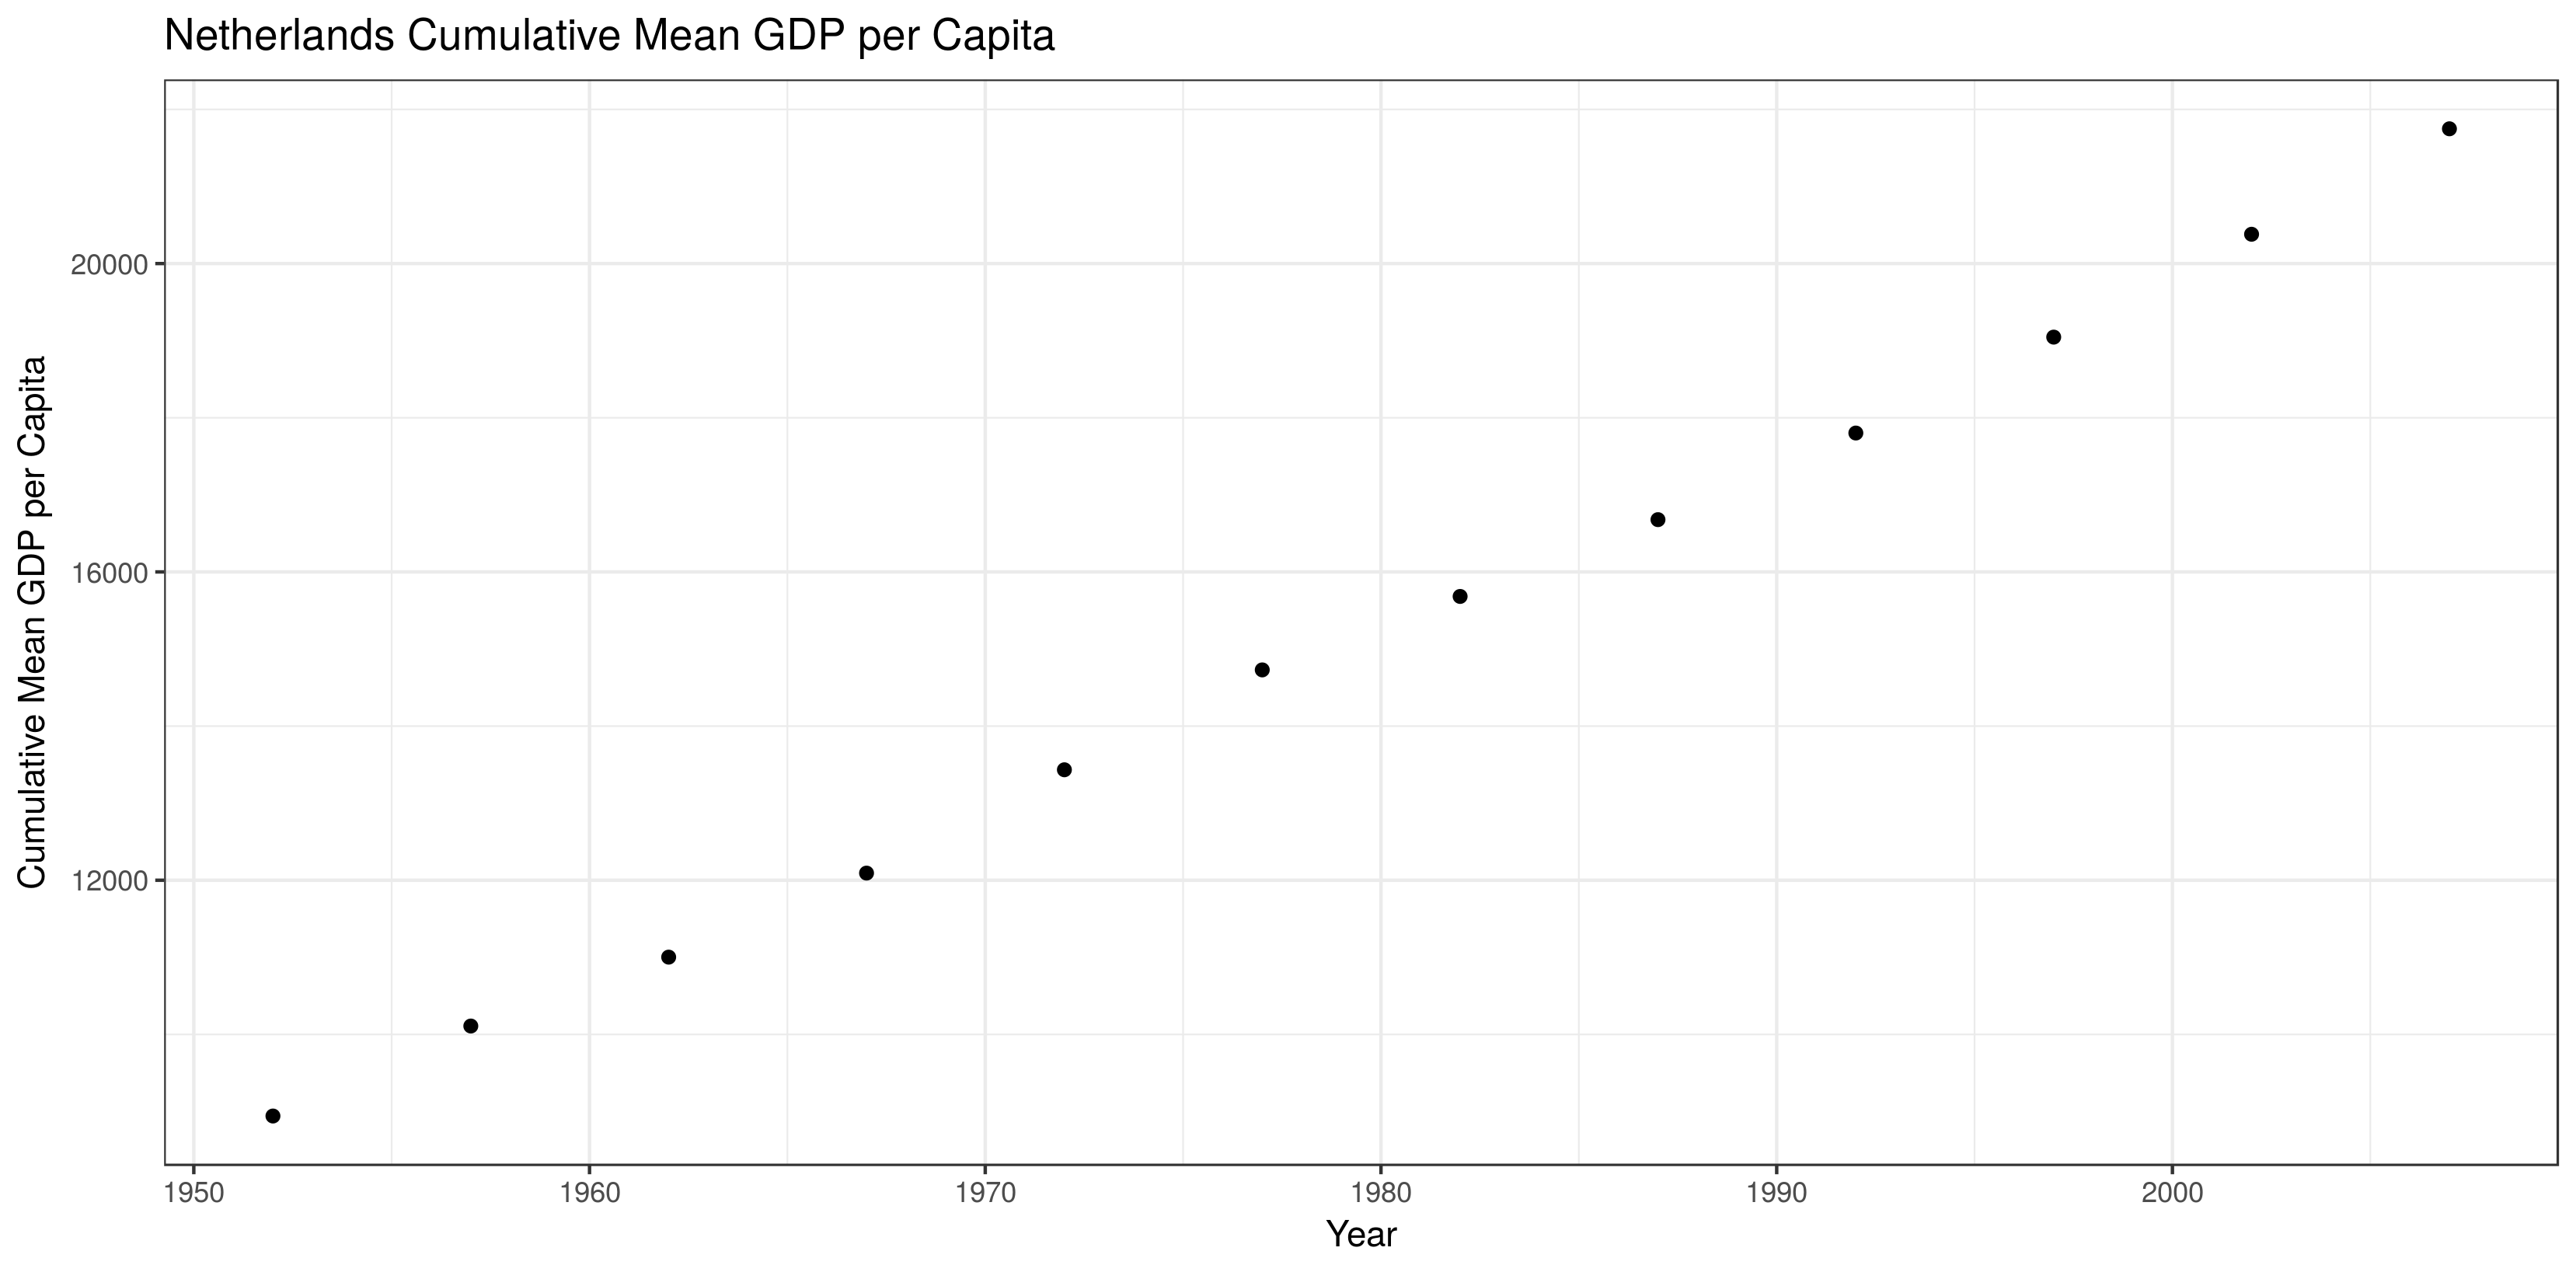 Netherlands Cumulative Mean GDP per Capita
Cumulative Mean GDP per Capita
20000
16000
12000
1950 1960 1970 1980 1990 2000
Year